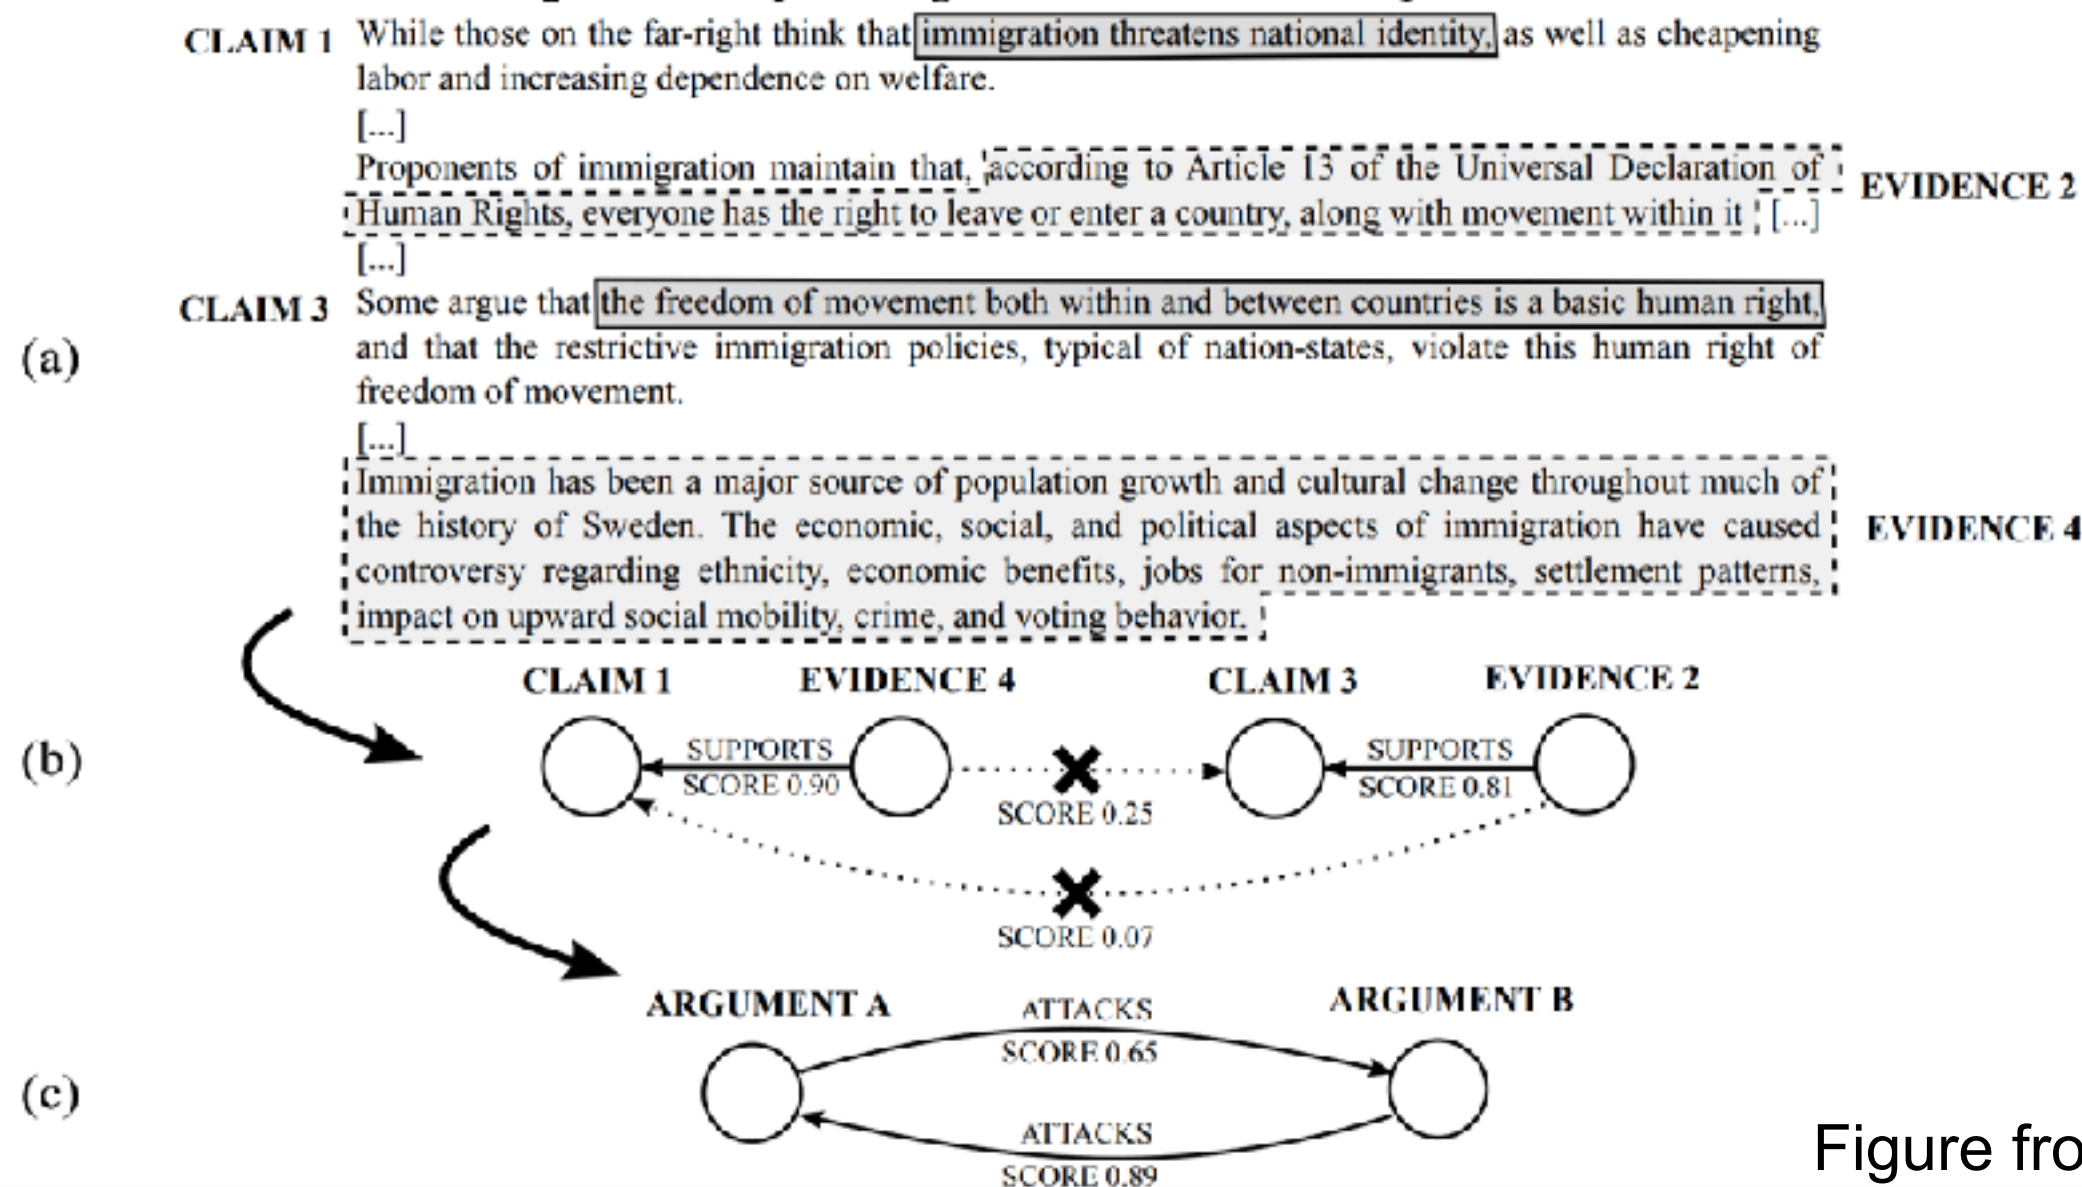 CLAIM 1 While those on the far-right think that immigration threatens national identity, as well as cheapening
labor and increasing dependence on welfare.
[...]
Proponents of immigration maintain that, according to Article 13 of the Universal Declaration of
EVIDENCE 2
Human Rights, everyone has the right to leave or enter a country, along with movement within it [...]
[...]
CLAIM 3 Some argue that the freedom of movement both within and between countries is a basic human right,
(a)
and that the restrictive immigration policies, typical of nation-states, violate this human right of
freedom of movement.
[...]
Immigration has been a major source of population growth and cultural change throughout much of
the history of Sweden. The economic, social, and political aspects of immigration have caused
EVIDENCE 4
controversy regarding ethnicity, economic benefits, jobs for non-immigrants, settlement patterns,
impact on upward social mobility, crime, and voting behavior.
CLAIM 1 EVIDENCE 4 CLAIM 3 EVIDENCE 2
(b)
SUPPORTS SUPPORTS
SCORE 0.90 SCORE 0.81
SCORE 0.25
SCORE 0.07
ARGUMENT A ARGUMENT B
ATTACKS
SCORE 0.65
(c)
ATTACKS
SCORE 0.89
Figure fro